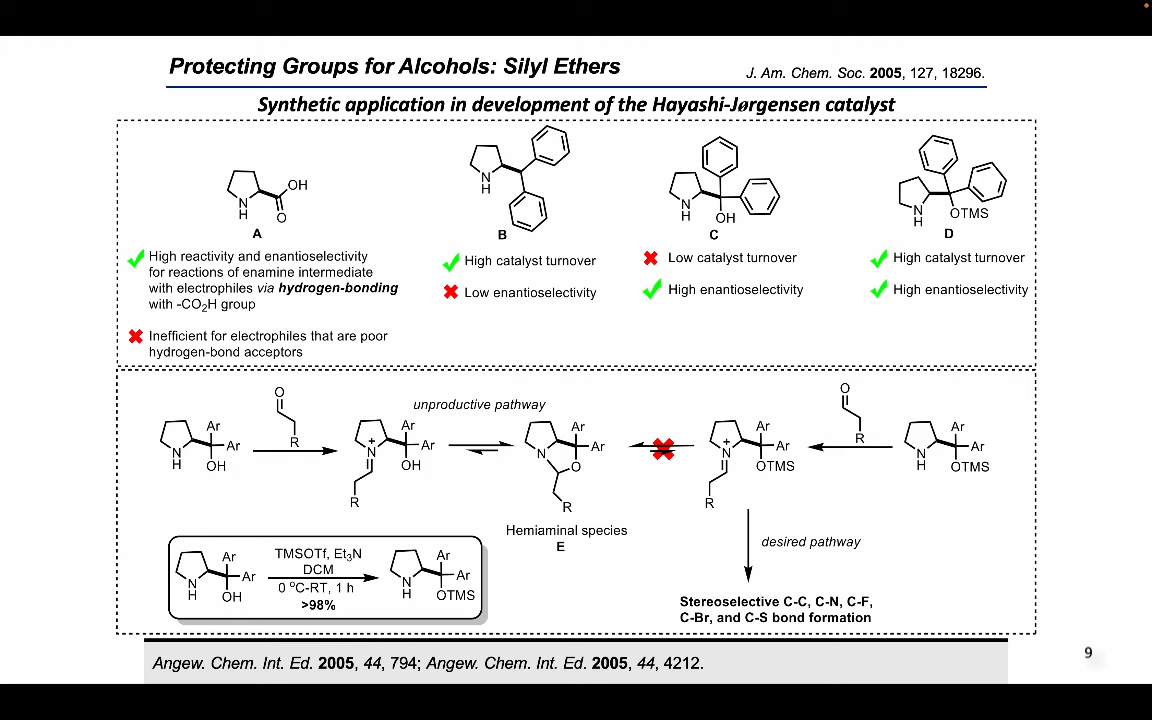 Protecting Groups for Alcohols: Silyl Ethers
J. Am. Chem. Soc. 2005, 127, 18296.
Synthetic application in development of the Hayashi-Jørgensen catalyst
N
H
OH
O
A
High reactivity and enantioselectivity
for reactions of enamine intermediate
with electrophiles via hydrogen-bonding
with -CO2H group
Inefficient for electrophiles that are poor
hydrogen-bond acceptors
N
H
B
High catalyst turnover
Low enantioselectivity
N
H
OH
C
Low catalyst turnover
High enantioselectivity
N
H
OTMS
D
High catalyst turnover
High enantioselectivity
N
H
Ar
Ar
OH
O
R
N
+
Ar
Ar
OH
R
unproductive pathway
N
Ar
Ar
O
R
Hemiaminal species
E
N
+
Ar
Ar
OTMS
R
O
R
N
H
Ar
Ar
OTMS
desired pathway
Stereoselective C-C, C-N, C-F,
C-Br, and C-S bond formation
N
H
Ar
Ar
OH
TMSOTf, Et3N
DCM
0 ºC-RT, 1 h
>98%
N
H
Ar
Ar
OTMS
Angew. Chem. Int. Ed. 2005, 44, 794; Angew. Chem. Int. Ed. 2005, 44, 4212.
9